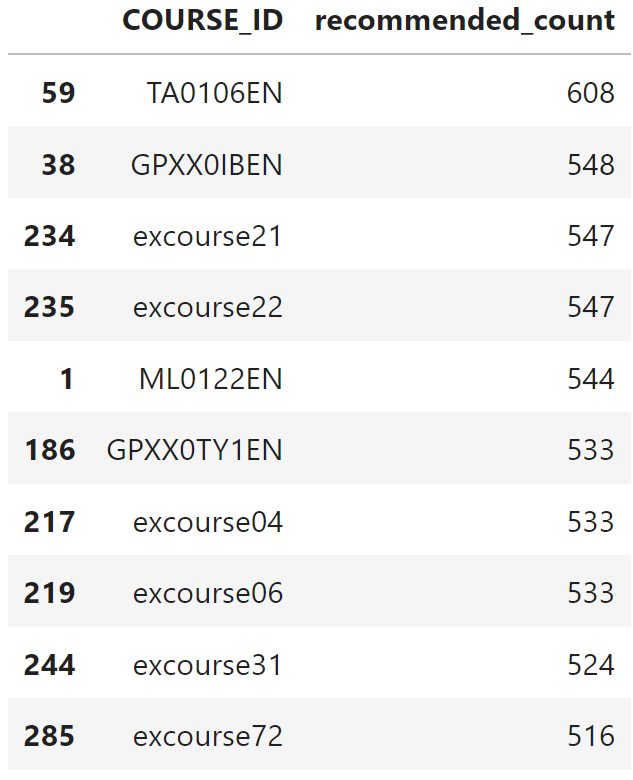 COURSE_ID recommended_count
59 TA0106EN 608
38 GPXX0IBEN 548
234 excourse21 547
235 excourse22 547
1 ML0122EN 544
186 GPXX0TY1EN 533
217 excourse04 533
219 excourse06 533
244 excourse31 524
285 excourse72 516